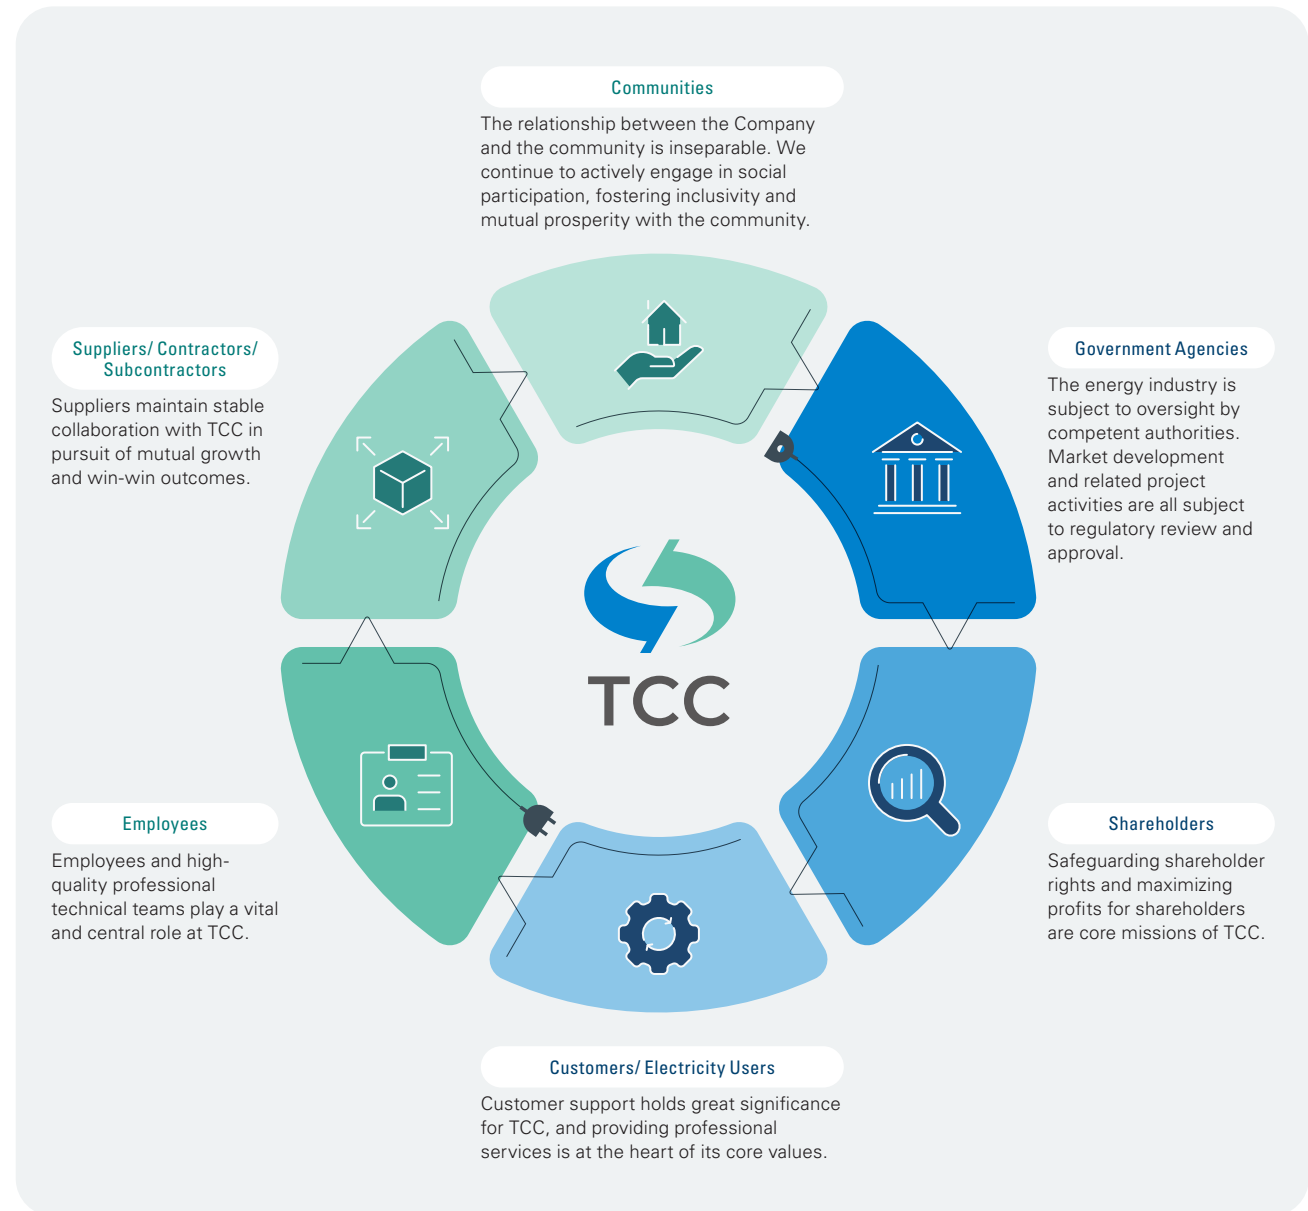 Communities
The relationship between the Company
and the community is inseparable. We
continue to actively engage in social
participation, fostering inclusivity and
mutual prosperity with the community.
Suppliers/ Contractors/
Subcontractors
Suppliers maintain stable
collaboration with TCC in
pursuit of mutual growth
and win-win outcomes.
Government Agencies
The energy industry is
subject to oversight by
competent authorities.
Market development
and related project
activities are all subject
to regulatory review and
approval.
TCC
Employees
Employees and high-
quality professional
technical teams play a vital
and central role at TCC.
Shareholders
Safeguarding shareholder
rights and maximizing
profits for shareholders
are core missions of TCC.
Customers/ Electricity Users
Customer support holds great significance
for TCC, and providing professional
services is at the heart of its core values.